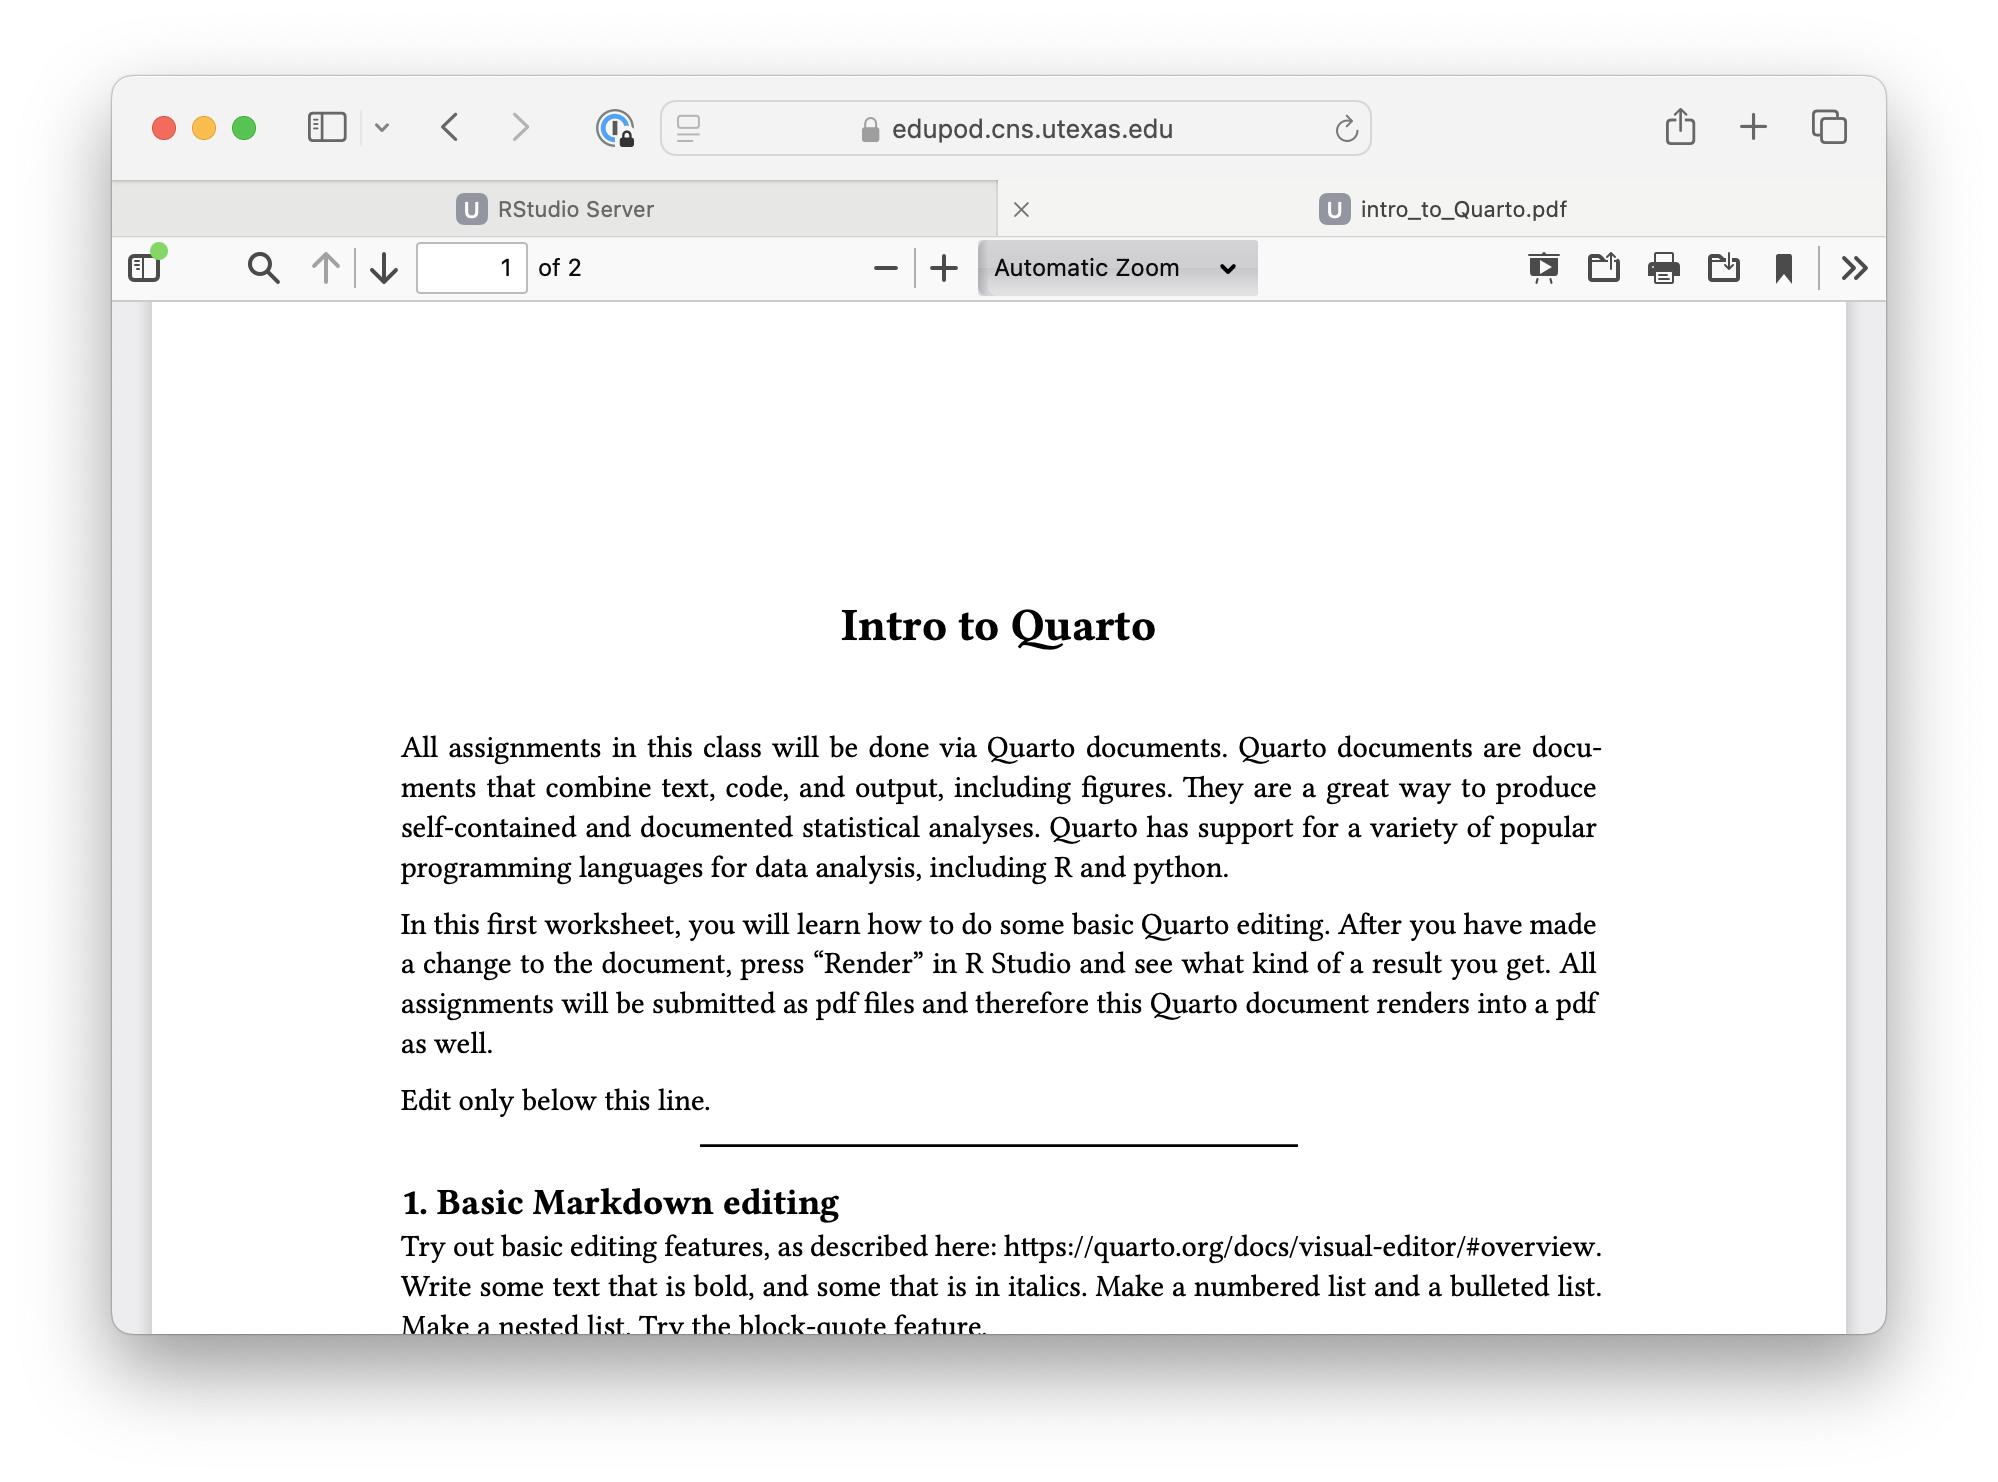 edupod.cns.utexas.edu
U RStudio Server
U intro_to_Quarto.pdf
1 of 2
Automatic Zoom
Intro to Quarto
All assignments in this class will be done via Quarto documents. Quarto documents are docu-
ments that combine text, code, and output, including figures. They are a great way to produce
self-contained and documented statistical analyses. Quarto has support for a variety of popular
programming languages for data analysis, including R and python.
In this first worksheet, you will learn how to do some basic Quarto editing. After you have made
a change to the document, press “Render” in R Studio and see what kind of a result you get. All
assignments will be submitted as pdf files and therefore this Quarto document renders into a pdf
as well.
Edit only below this line.
1. Basic Markdown editing
Try out basic editing features, as described here: https://quarto.org/docs/visual-editor/#overview.
Write some text that is bold, and some that is in italics. Make a numbered list and a bulleted list.
Make a nested list. Try the block-quote feature.